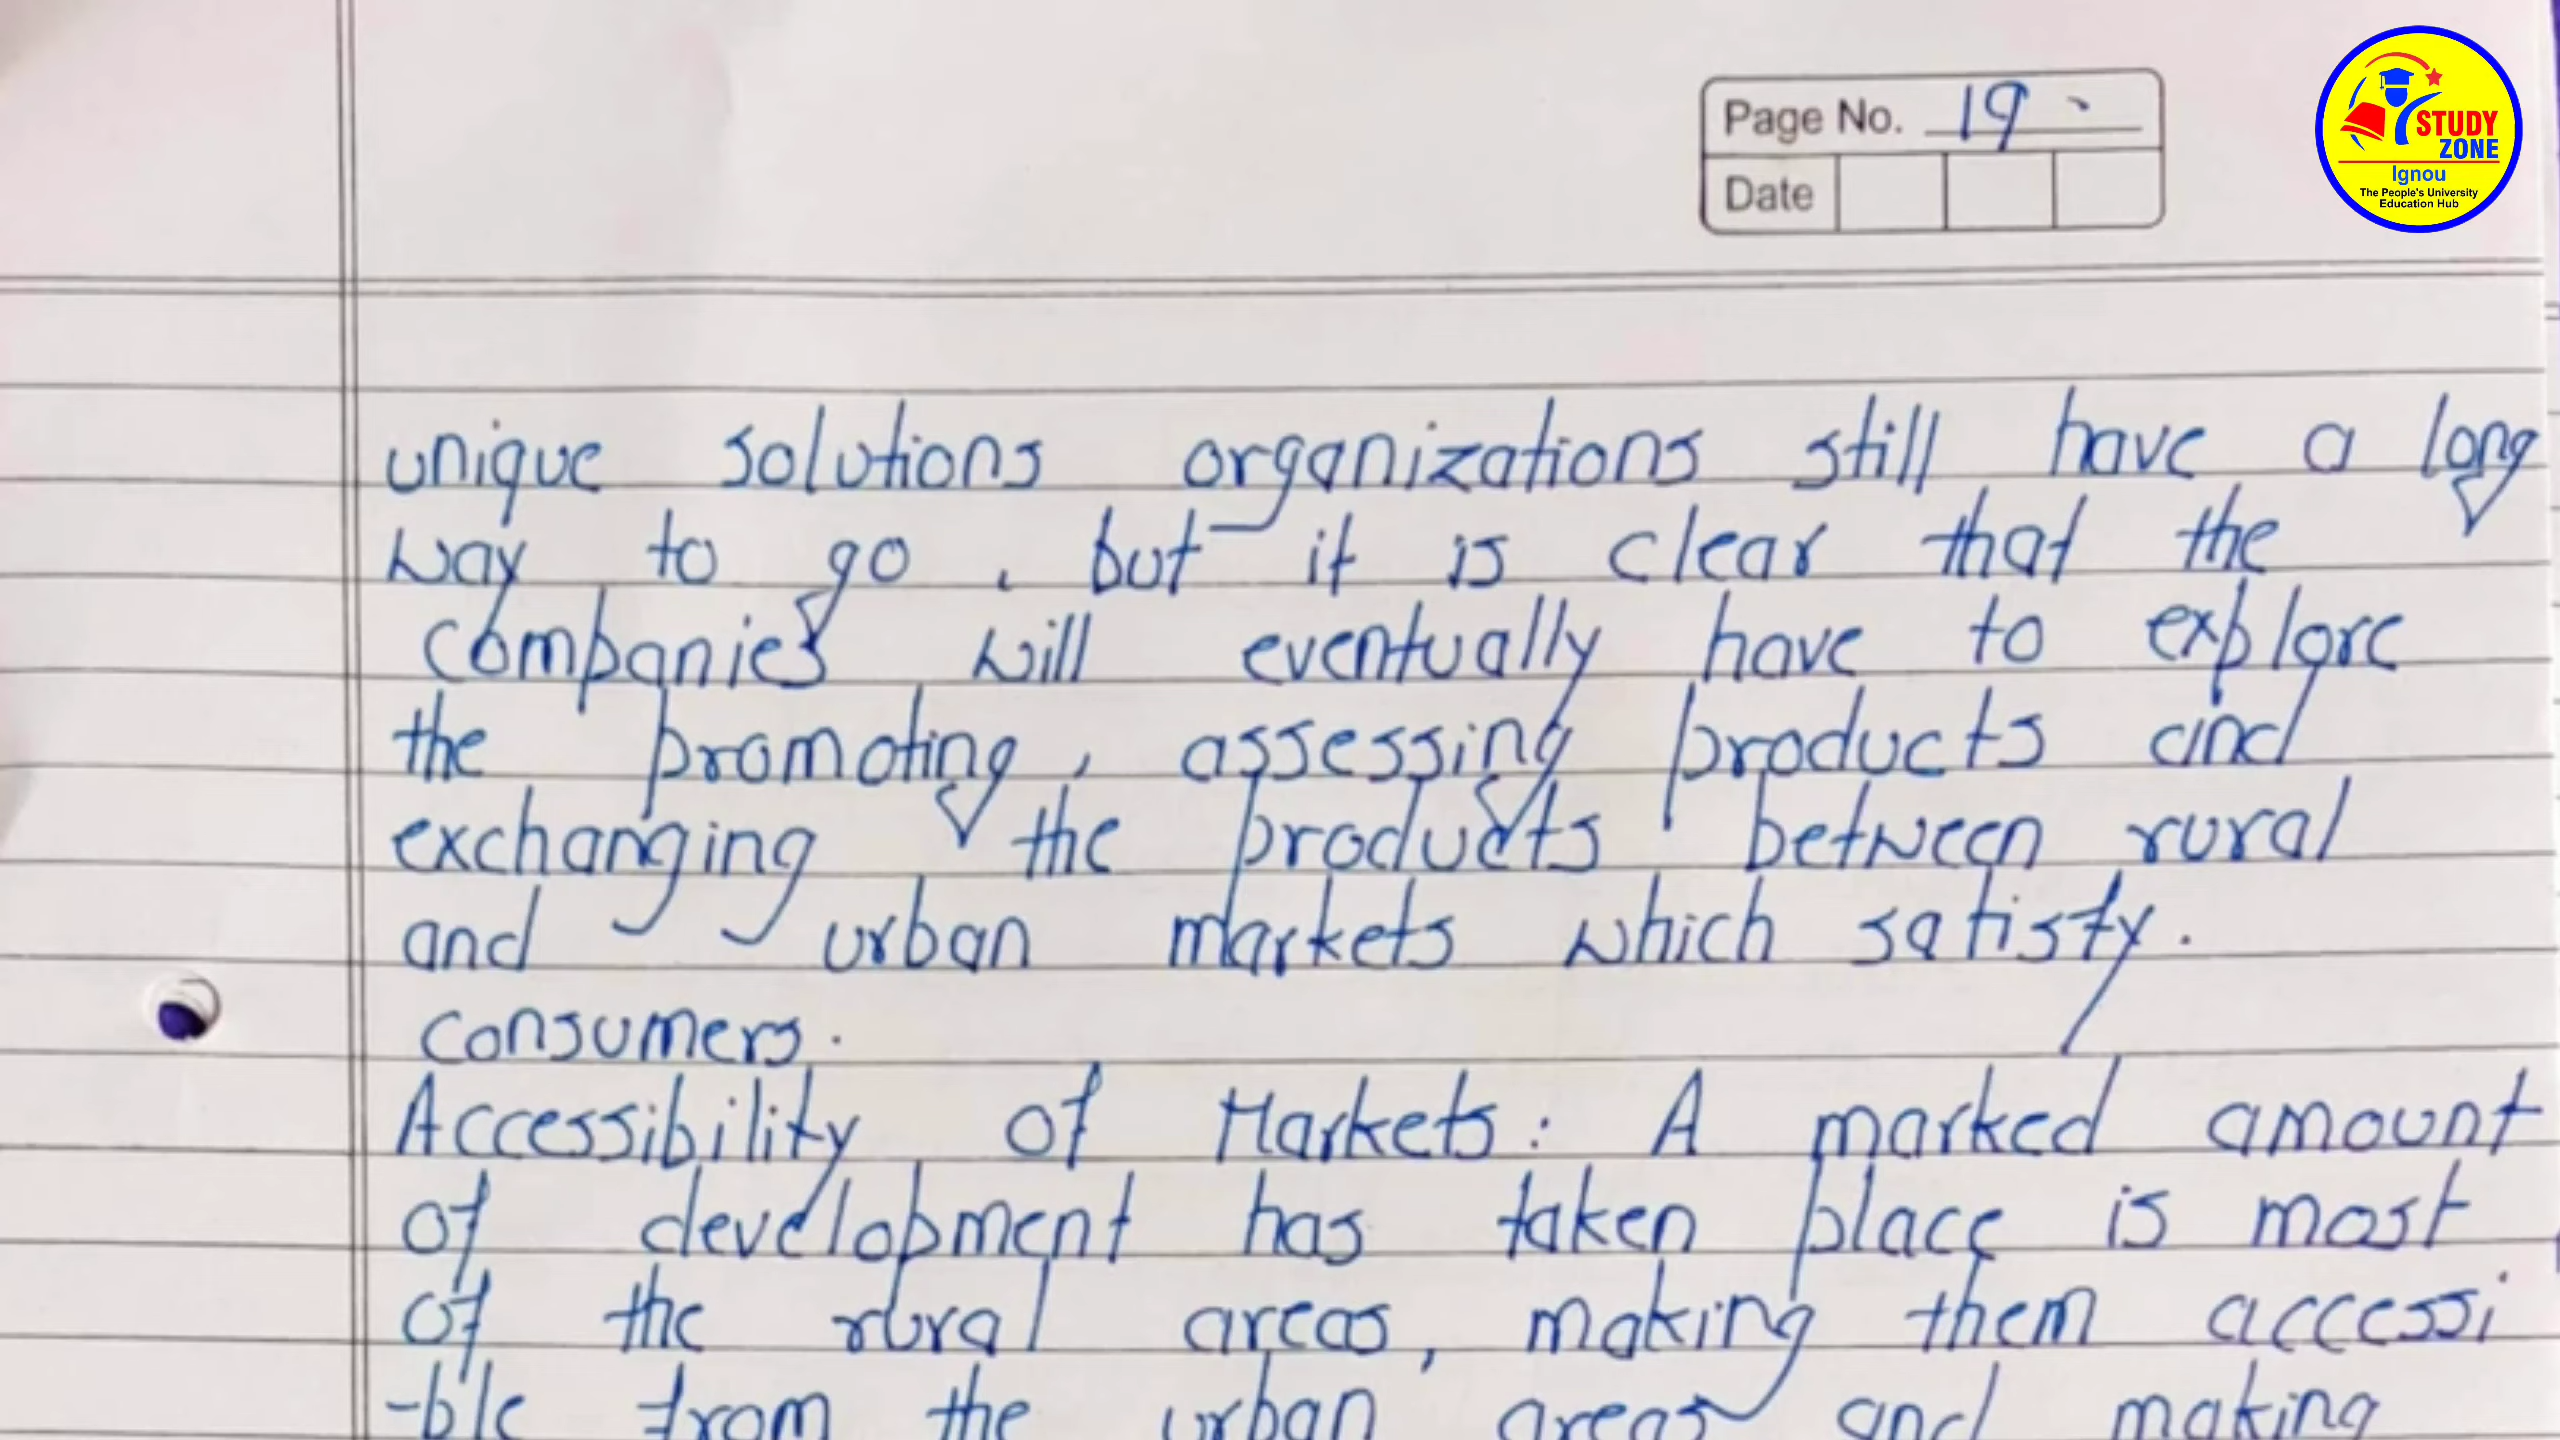 Page No. 19
Date
STUDY
ZONE
Ignou
The People's University
Education Hub
unique solutions organizations still have a long
way to go, but it is clear that the
companies will eventually have to explore
the promoting, assessing products and
exchanging the products between rural
and urban markets which satisfy.
consumers.
Accessibility of Markets: A marked amount
of development has taken place is most
of the rural areas, making them accessi
-ble from the urban areas and making